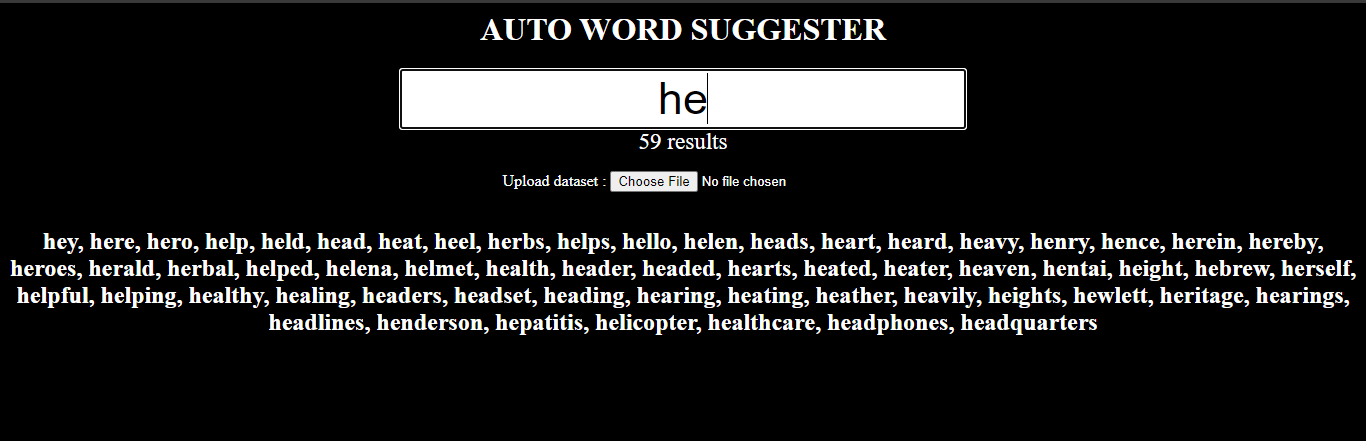 AUTO WORD SUGGESTER
he
59 results
Upload dataset : Choose File No file chosen
hey, here, hero, help, held, head, heat, heel, herbs, helps, hello, helen, heads, heart, heard, heavy, henry, hence, herein, hereby,
heroes, herald, herbal, helped, helena, helmet, health, header, headed, hearts, heated, heater, heaven, hentai, height, hebrew, herself,
helpful, helping, healthy, healing, headers, headset, heading, hearing, heating, heather, heavily, heights, hewlett, heritage, hearings,
headlines, henderson, hepatitis, helicopter, healthcare, headphones, headquarters